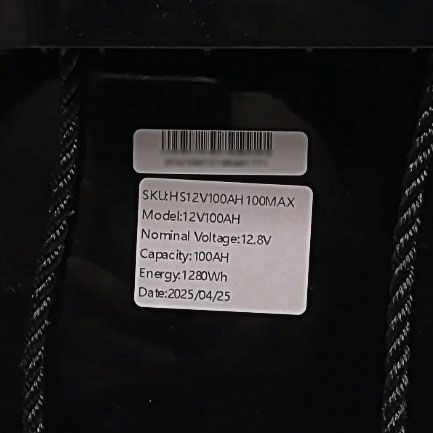 SKU:HS12V100AH100MAX
Model:12V100AH
Nominal Voltage:12.8V
Capacity:100AH
Energy:1280Wh
Date:2025/04/25